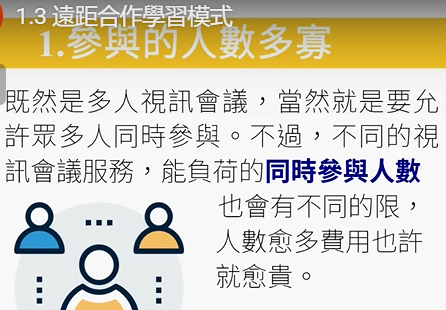 1.3 遠距合作學習模式
1.參與的人數多寡
既然是多人視訊會議，當然就是要允
許眾多人同時參與。不過，不同的視
訊會議服務，能負荷的同時參與人數
也會有不同的限，
人數愈多費用也許
就愈貴。